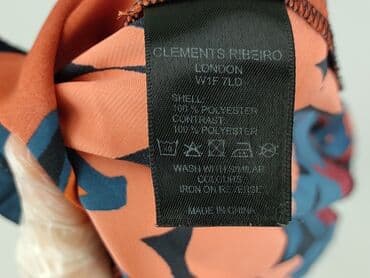 CLEMENTS RIBEIRO
LONDON
W1F 7LD
SHELL:
100 % POLYESTER
CONTRAST:
100 % POLYESTER
WASH WITH SIMILAR
COLOURS
IRON ON REVERSE
MADE IN CHINA